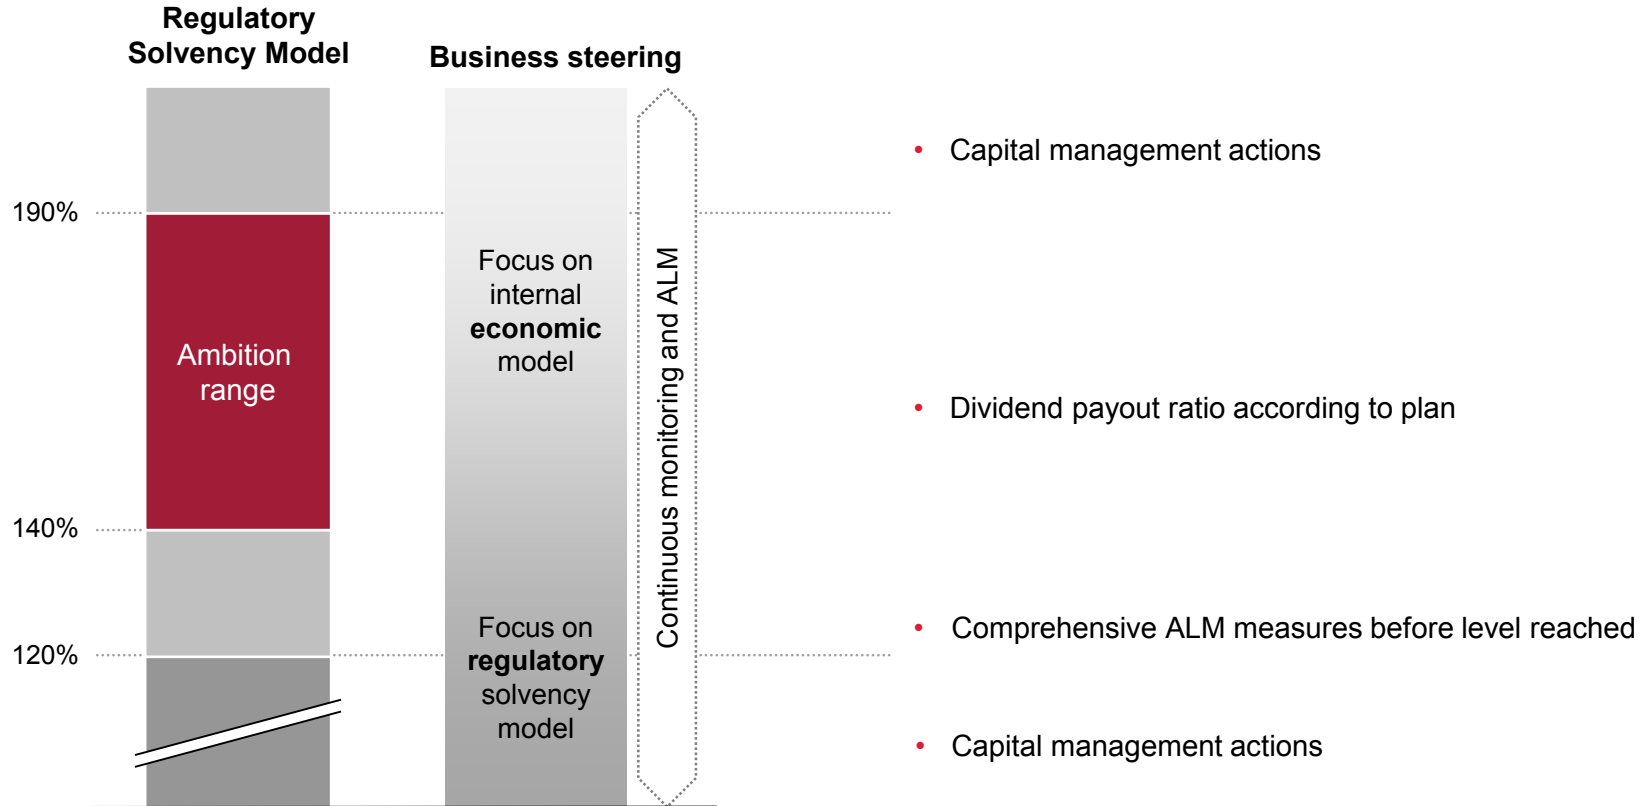 Regulatory
Solvency Model
Business steering
190%
140%
120%
Ambition
range
Focus on
internal
economic
model
Focus on
regulatory
solvency
model
Continuous monitoring and ALM
• Capital management actions
• Dividend payout ratio according to plan
• Comprehensive ALM measures before level reached
• Capital management actions